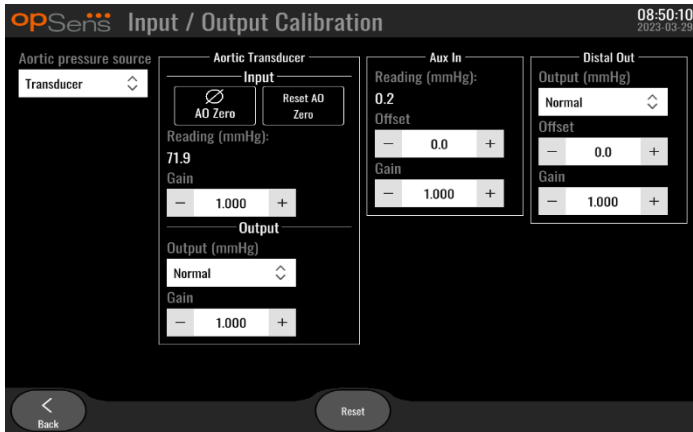 opSens Input / Output Calibration
08:50:10
2023-03-29
Aortic pressure source
Transducer
Aortic Transducer
Input
AO Zero
Reset AO
Zero
Reading (mmHg):
71.9
Gain
− 1.000 +
Output
Output (mmHg)
Normal
Gain
− 1.000 +
Aux In
Reading (mmHg):
0.2
Offset
− 0.0 +
Gain
− 1.000 +
Distal Out
Output (mmHg)
Normal
Offset
− 0.0 +
Gain
− 1.000 +
Back
Reset